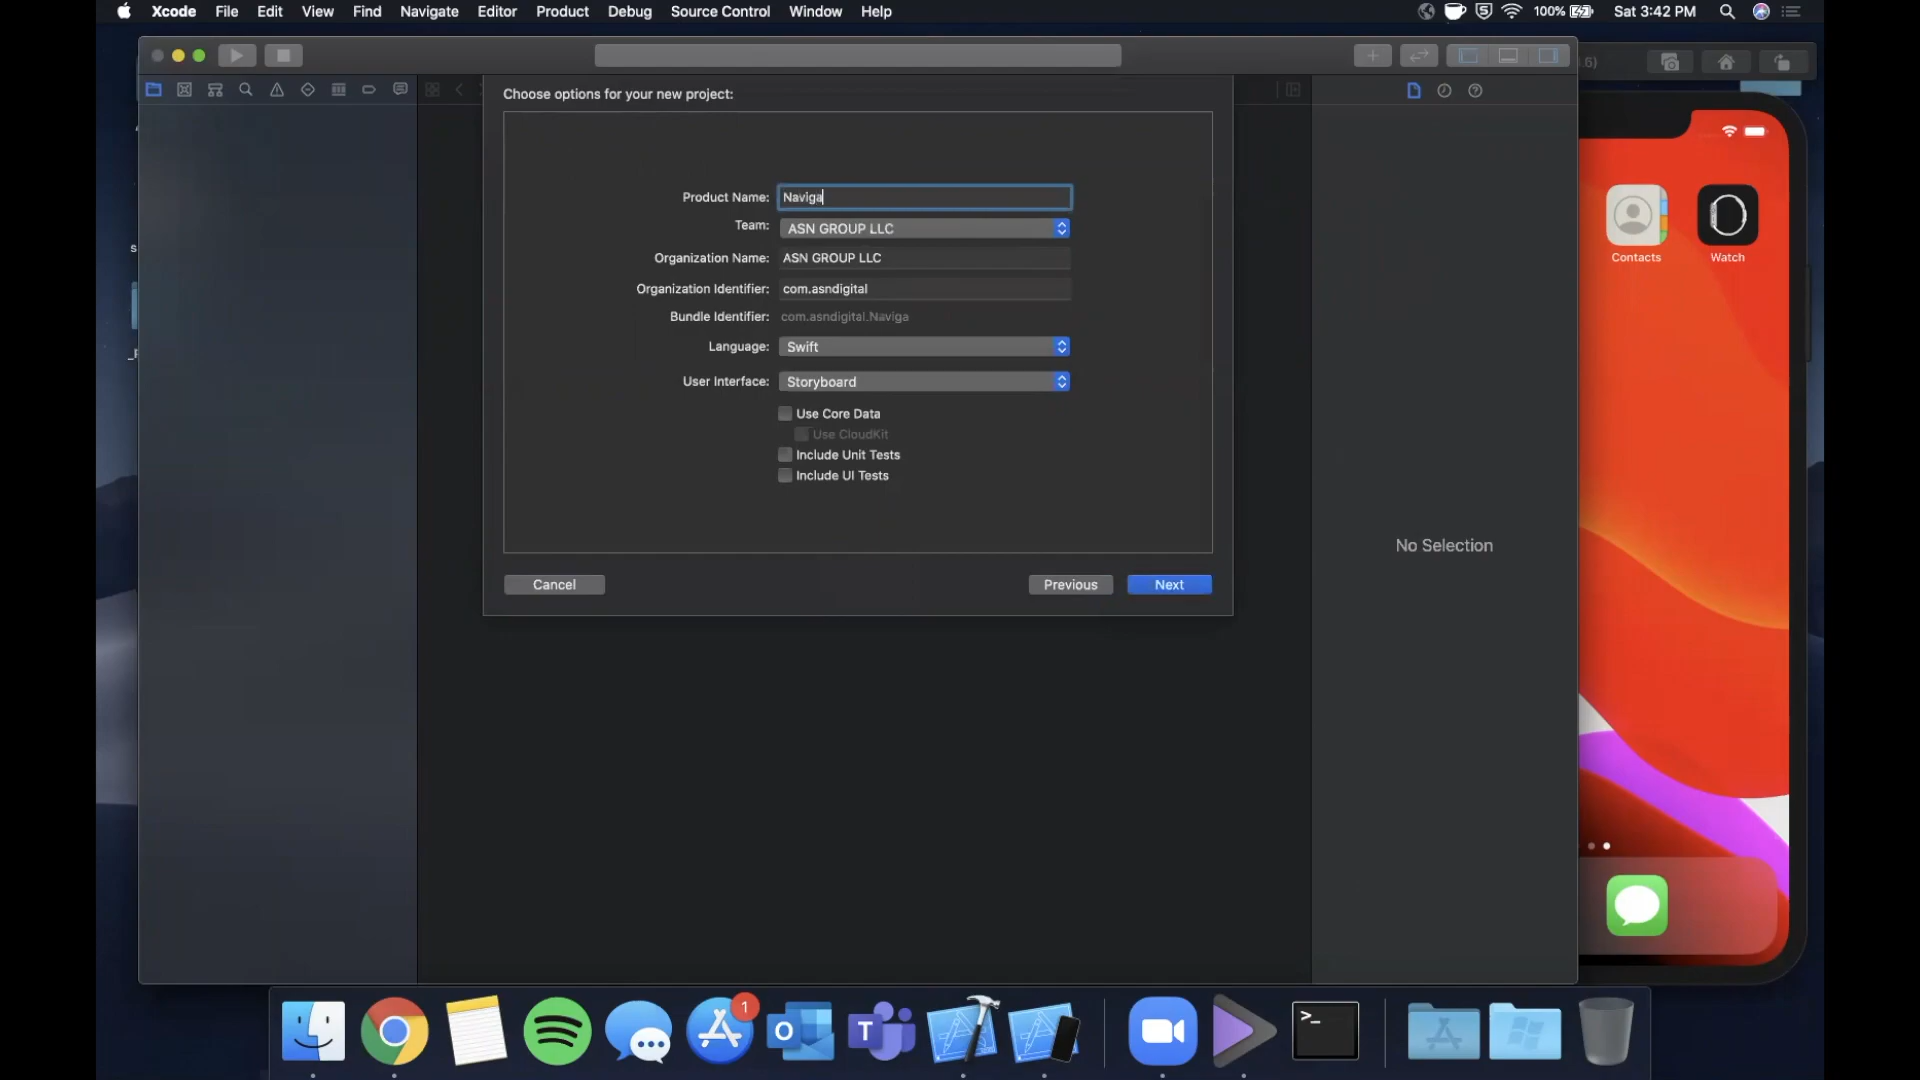 Xcode File Edit View Find Navigate Editor Product Debug Source Control Window Help 100% Sat 3:42 PM
.6)
Choose options for your new project:
Product Name: Naviga
Team: ASN GROUP LLC
Organization Name: ASN GROUP LLC
Organization Identifier: com.asndigital
Bundle Identifier: com.asndigital.Naviga
Language: Swift
User Interface: Storyboard
Use Core Data
Use CloudKit
Include Unit Tests
Include UI Tests
Cancel Previous Next
No Selection
Contacts Watch
1